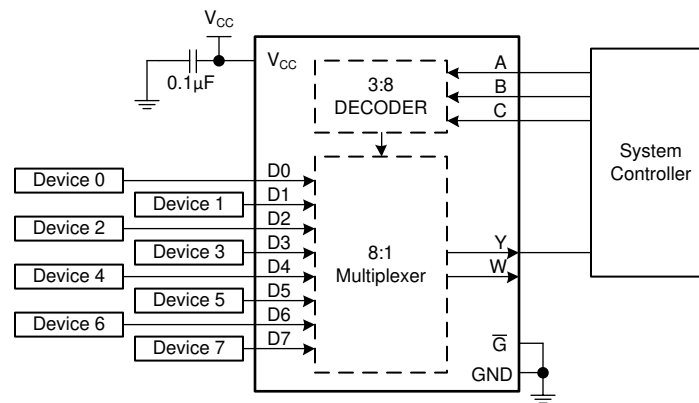 VCC
0.1µF
VCC
3:8
DECODER
A
B
C
System
Controller
Device 0
Device 1
Device 2
Device 3
Device 4
Device 5
Device 6
Device 7
D0
D1
D2
D3
D4
D5
D6
D7
8:1
Multiplexer
Y
W
G̅
GND